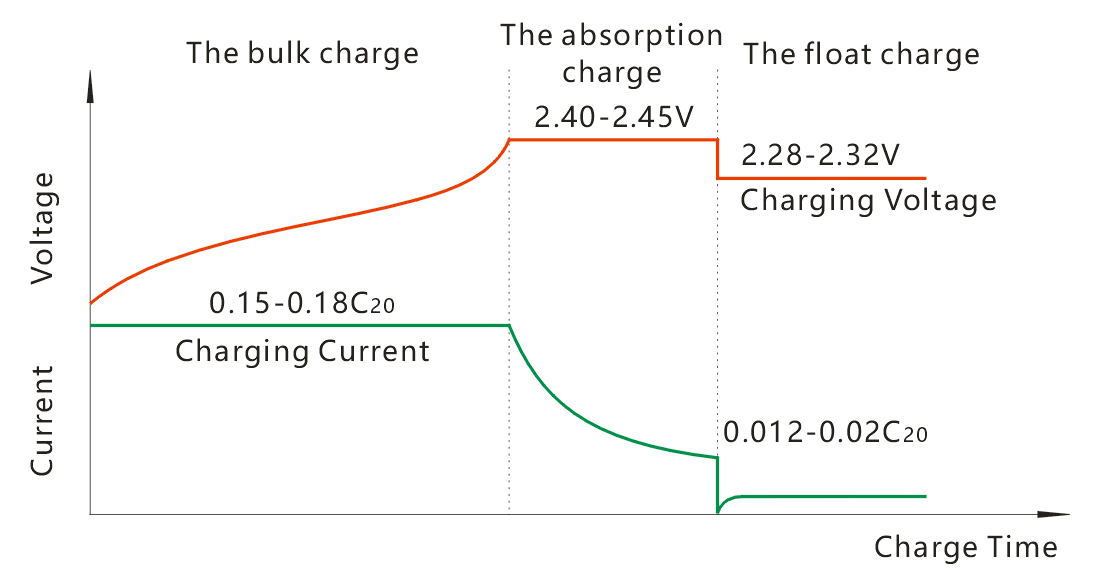 The bulk charge
The absorption
charge
The float charge
2.40-2.45V
2.28-2.32V
Charging Voltage
Voltage
0.15-0.18C20
Charging Current
Current
0.012-0.02C20
Charge Time